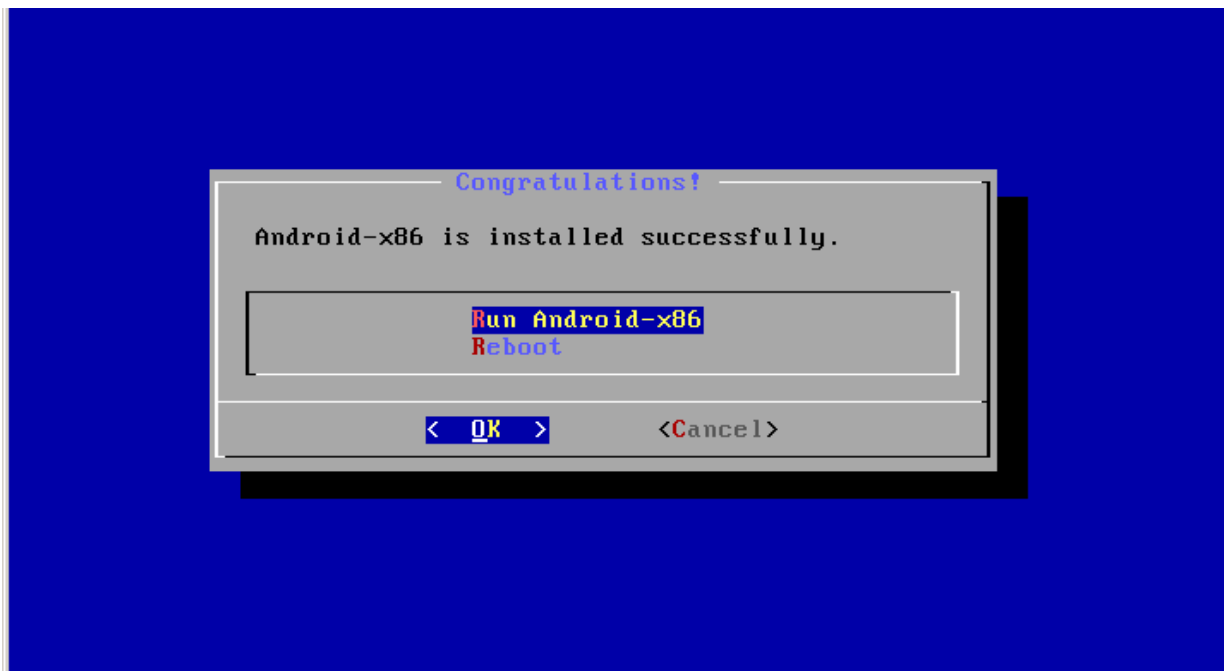 Congratulations!
Android-x86 is installed successfully.
Run Android-x86
Reboot
< OK > <Cancel>